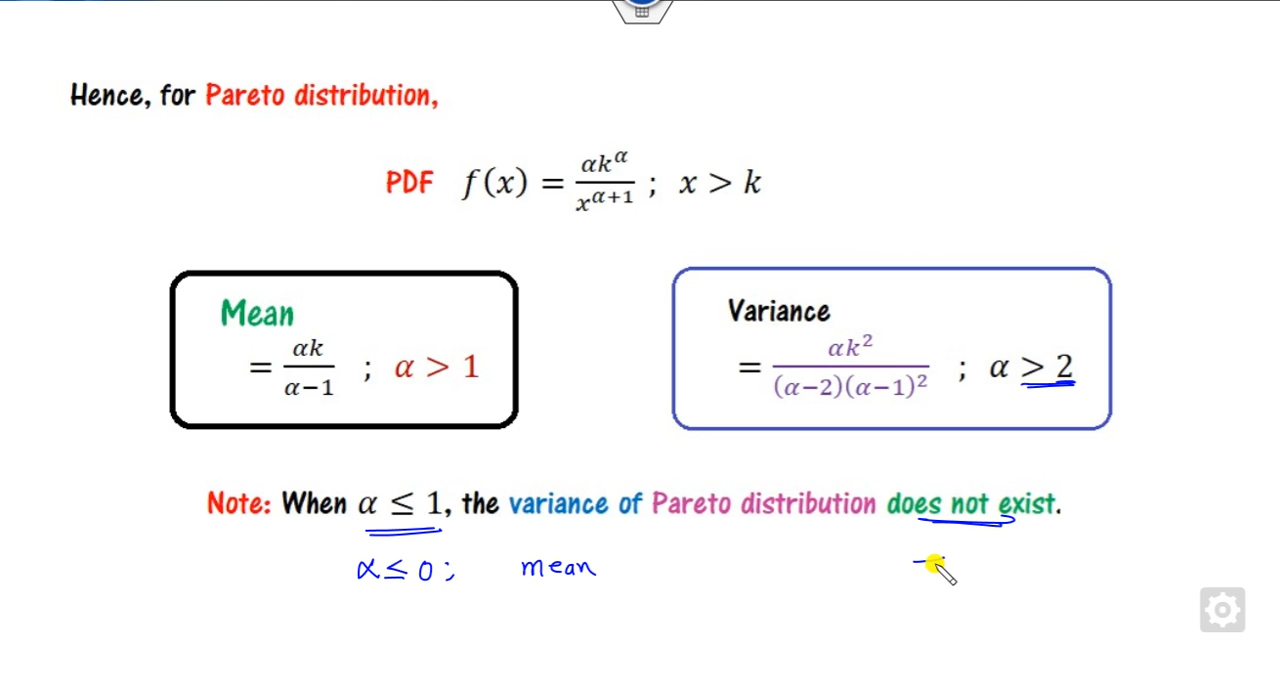 Hence, for Pareto distribution,
PDF f(x) = αk^α / x^(α+1) ; x > k
Mean
= αk / (α−1) ; α > 1
Variance
= αk² / ((α−2)(α−1)²) ; α > 2
Note: When α ≤ 1, the variance of Pareto distribution does not exist.
α ≤ 0 ; mean